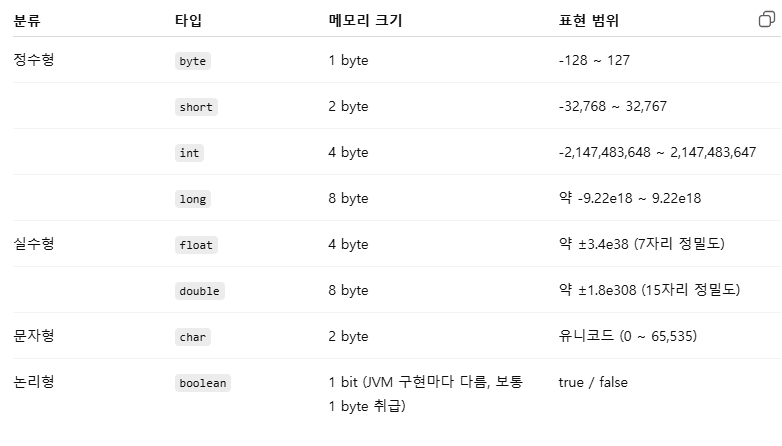 분류 타입 메모리 크기 표현 범위
정수형 byte 1 byte -128 ~ 127
short 2 byte -32,768 ~ 32,767
int 4 byte -2,147,483,648 ~ 2,147,483,647
long 8 byte 약 -9.22e18 ~ 9.22e18
실수형 float 4 byte 약 ±3.4e38 (7자리 정밀도)
double 8 byte 약 ±1.8e308 (15자리 정밀도)
문자형 char 2 byte 유니코드 (0 ~ 65,535)
논리형 boolean 1 bit (JVM 구현마다 다름, 보통 true / false
1 byte 취급)